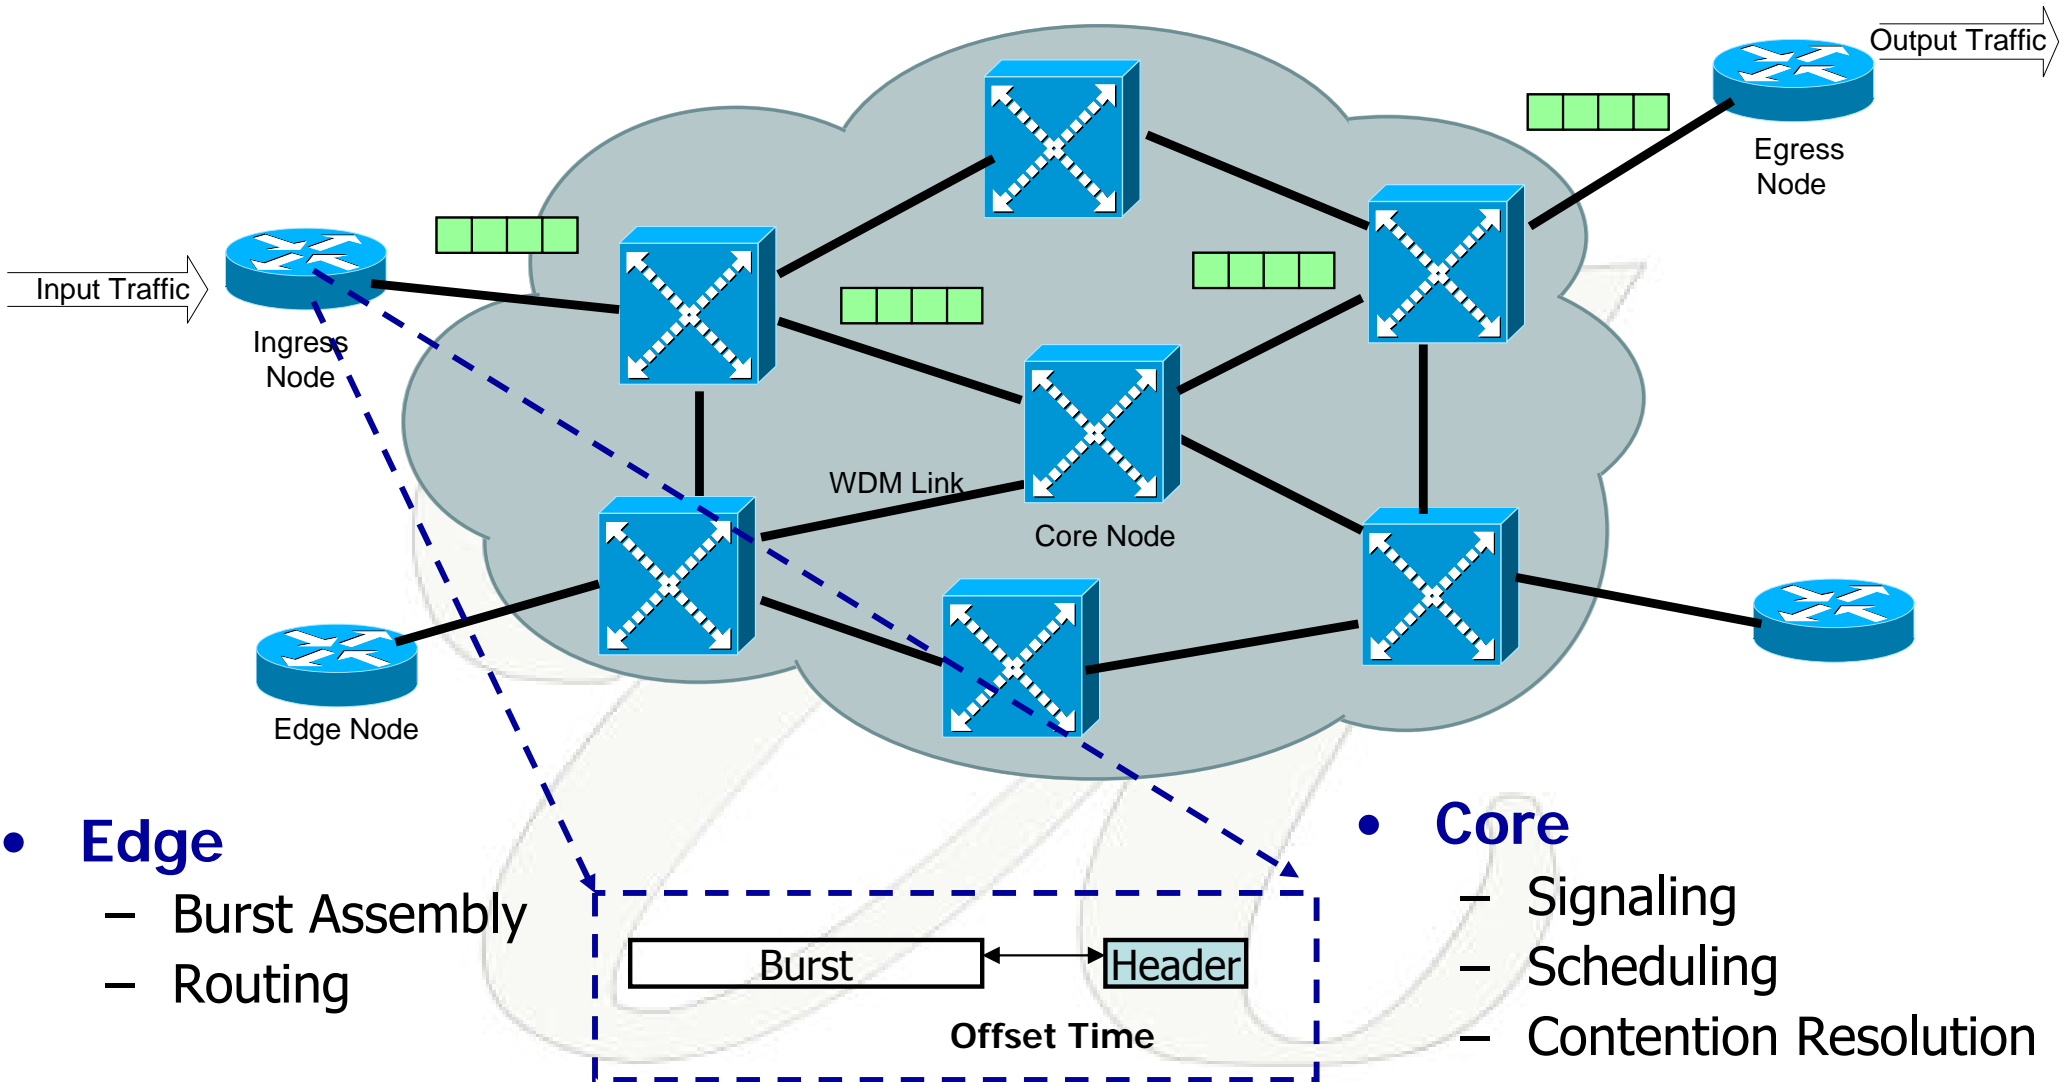 Output Traffic
Egress
Node
Input Traffic
Ingress
Node
WDM Link
Core Node
Edge Node
• Edge
– Burst Assembly
– Routing
Burst
Header
Offset Time
• Core
– Signaling
– Scheduling
– Contention Resolution